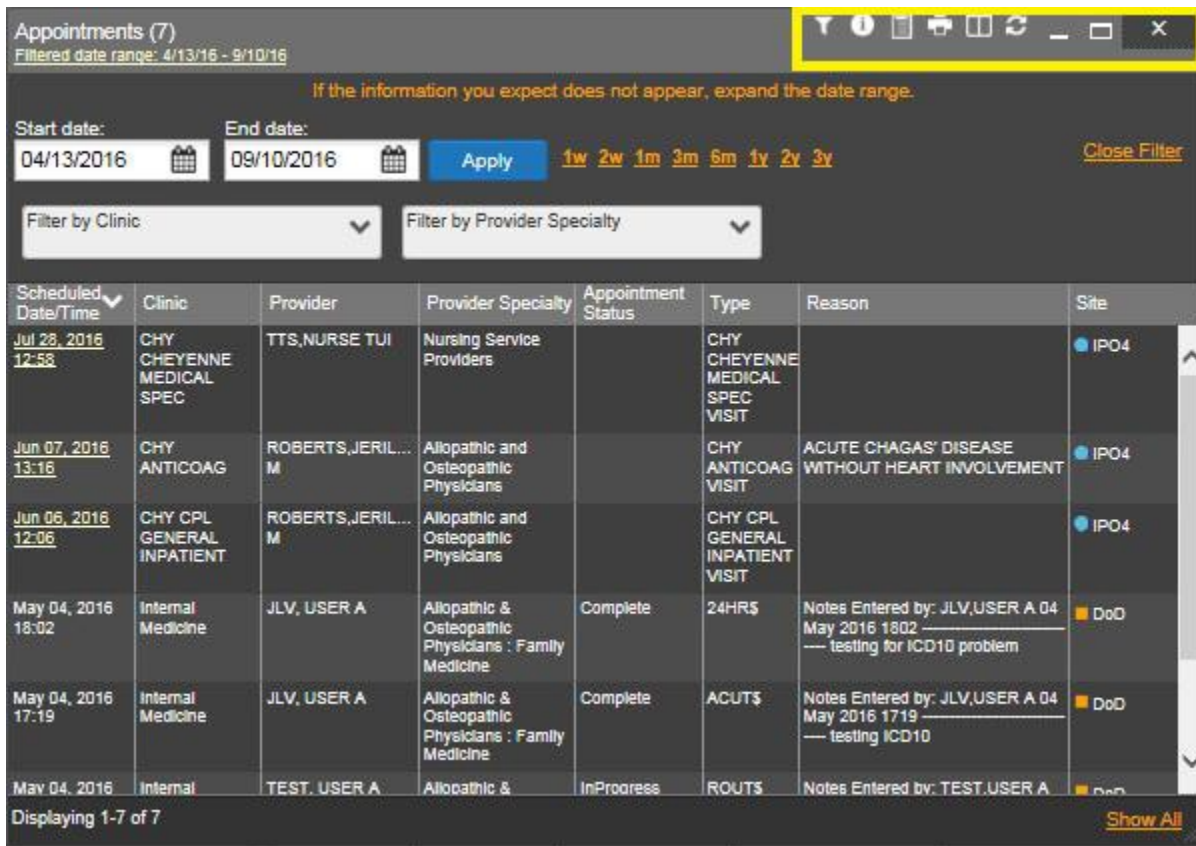 Appointments (7)
Filtered date range: 4/13/16 - 9/10/16
X
If the information you expect does not appear, expand the date range.
Start date: End date:
04/13/2016 09/10/2016 Apply 1w 2w 1m 3m 6m 1y 2y 3y Close Filter
Filter by Clinic Filter by Provider Specialty
Scheduled Date/Time Clinic Provider Provider Specialty Appointment Status Type Reason Site
Jul 28, 2016 12:58 CHY CHEYENNE MEDICAL SPEC TTS,NURSE TUI Nursing Service Providers CHY CHEYENNE MEDICAL SPEC VISIT IPO4
Jun 07, 2016 13:16 CHY ANTICOAG ROBERTS,JERIL... M Allopathic and Osteopathic Physicians CHY ANTICOAG VISIT ACUTE CHAGAS' DISEASE WITHOUT HEART INVOLVEMENT IPO4
Jun 06, 2016 12:06 CHY CPL GENERAL INPATIENT ROBERTS,JERIL... M Allopathic and Osteopathic Physicians CHY CPL GENERAL INPATIENT VISIT IPO4
May 04, 2016 18:02 Internal Medicine JLV, USER A Allopathic & Osteopathic Physicians : Family Medicine Complete 24HR$ Notes Entered by: JLV,USER A 04 May 2016 1802 ---------------------------- testing for ICD10 problem DoD
May 04, 2016 17:19 Internal Medicine JLV, USER A Allopathic & Osteopathic Physicians : Family Medicine Complete ACUT$ Notes Entered by: JLV,USER A 04 May 2016 1719 ---------------------------- testing ICD10 DoD
May 04, 2016 Internal TEST, USER A Allopathic & InProgress ROUT$ Notes Entered by: TEST,USER A DoD
Displaying 1-7 of 7 Show All